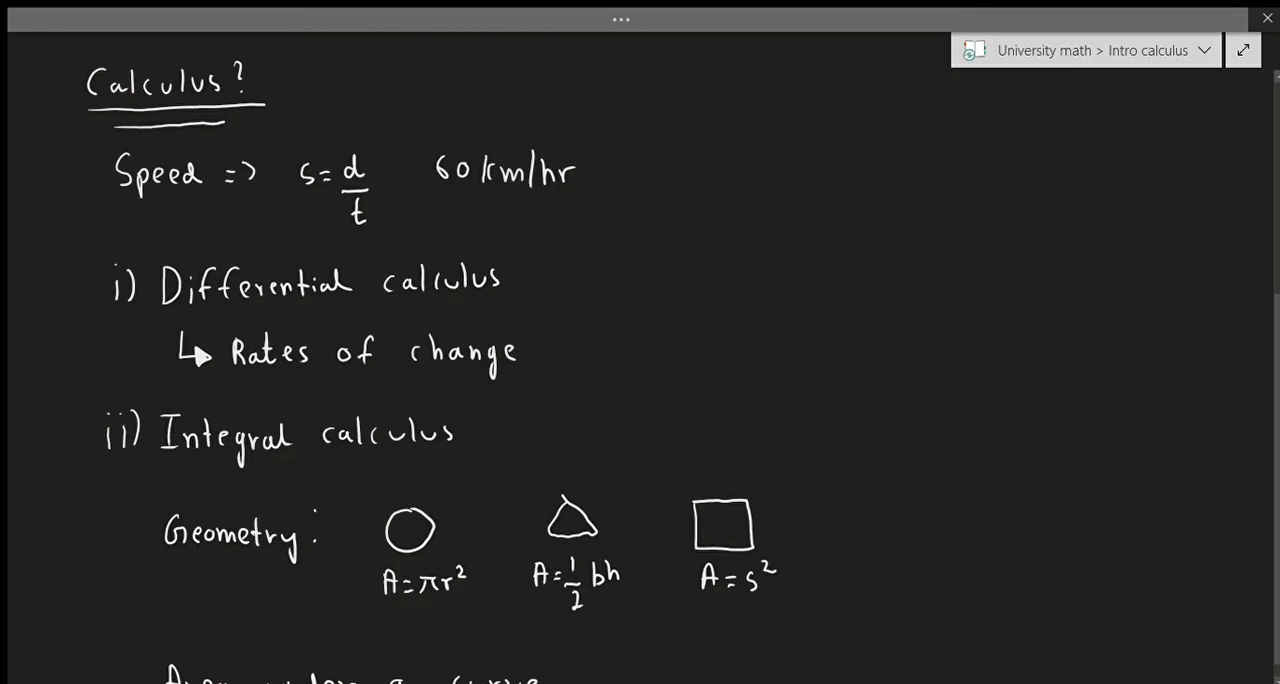 ...
University math > Intro calculus
Calculus?
Speed => s = d/t 60 km/hr
i) Differential calculus
↳ Rates of change
ii) Integral calculus
Geometry:
A = πr² A = 1/2 bh A = s²
a curve